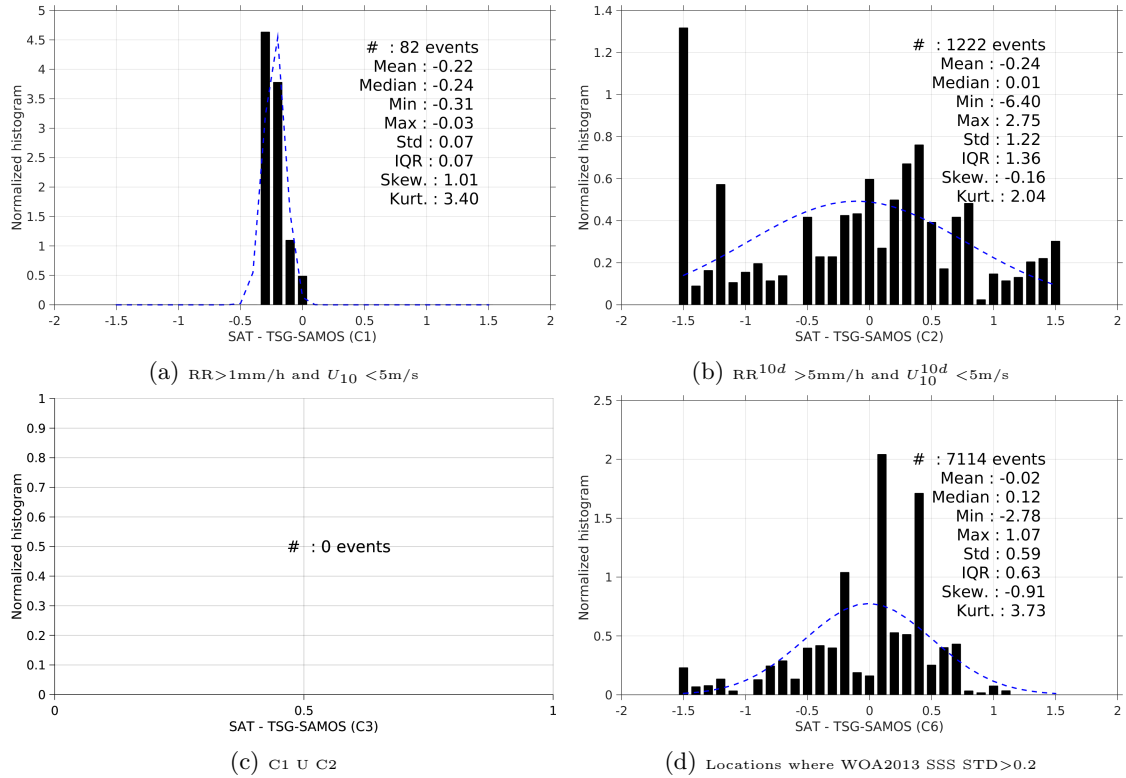 5
4.5
4
3.5
3
2.5
2
1.5
1
0.5
0
Normalized histogram
# : 82 events
Mean : -0.22
Median : -0.24
Min : -0.31
Max : -0.03
Std : 0.07
IQR : 0.07
Skew. : 1.01
Kurt. : 3.40
-2 -1.5 -1 -0.5 0 0.5 1 1.5 2
SAT - TSG-SAMOS (C1)
(a) RR>1mm/h and U10 <5m/s
1.4
1.2
1
0.8
0.6
0.4
0.2
0
Normalized histogram
# : 1222 events
Mean : -0.24
Median : 0.01
Min : -6.40
Max : 2.75
Std : 1.22
IQR : 1.36
Skew. : -0.16
Kurt. : 2.04
-2 -1.5 -1 -0.5 0 0.5 1 1.5 2
SAT - TSG-SAMOS (C2)
(b) RR^10d >5mm/h and U10^10d <5m/s
1
0.9
0.8
0.7
0.6
0.5
0.4
0.3
0.2
0.1
0
Normalized histogram
# : 0 events
0 0.5 1
SAT - TSG-SAMOS (C3)
(c) C1 U C2
2.5
2
1.5
1
0.5
0
Normalized histogram
# : 7114 events
Mean : -0.02
Median : 0.12
Min : -2.78
Max : 1.07
Std : 0.59
IQR : 0.63
Skew. : -0.91
Kurt. : 3.73
-2 -1.5 -1 -0.5 0 0.5 1 1.5 2
SAT - TSG-SAMOS (C6)
(d) Locations where WOA2013 SSS STD>0.2